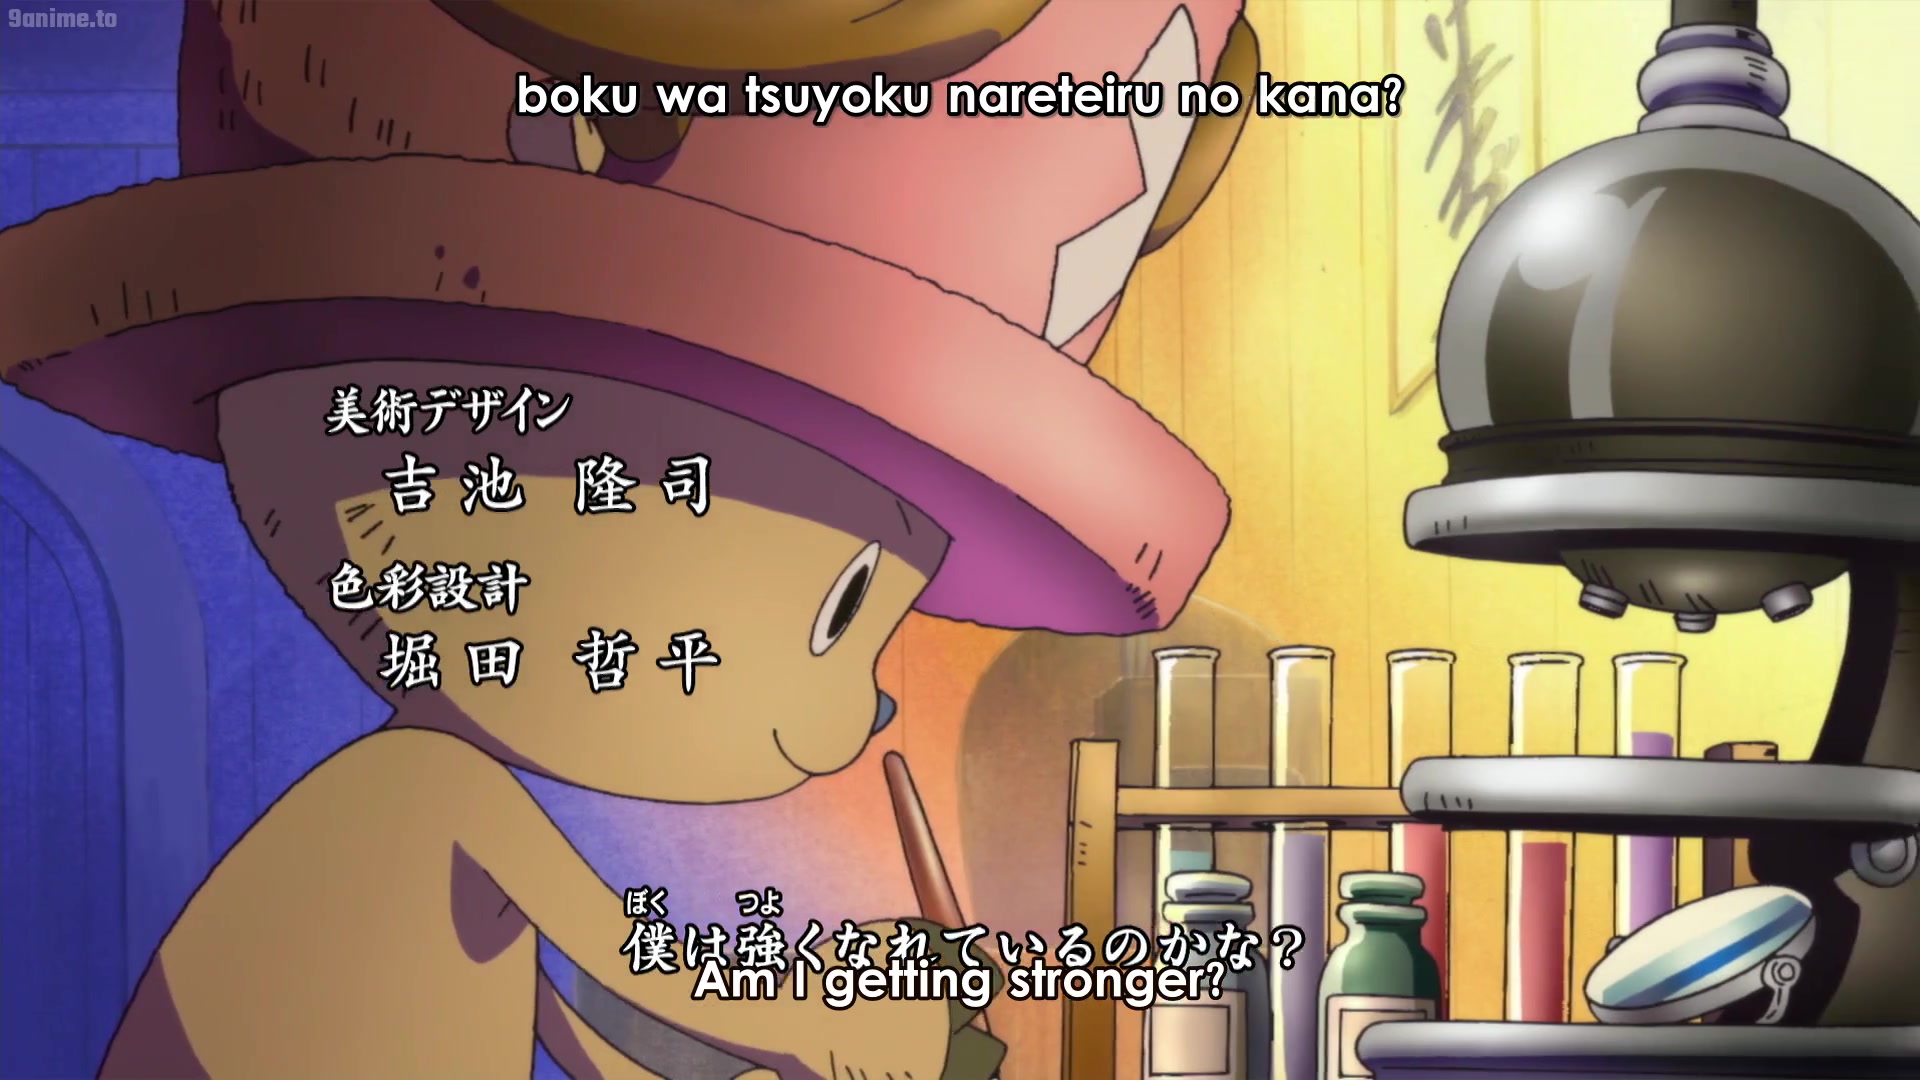 9anime.to
boku wa tsuyoku nareteiru no kana?
美術デザイン
吉池 隆司
色彩設計
堀田 哲平
ぼく つよ
僕は強くなれているのかな?
Am I getting stronger?